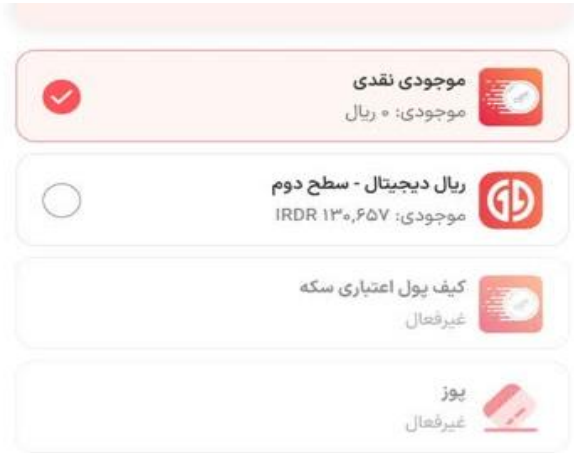 موجودی نقدی
موجودی: ۰ ریال
ریال دیجیتال - سطح دوم
موجودی: ۱۳۰,۶۵۷ IRDR
کیف پول اعتباری سکه
غیرفعال
پوز
غیرفعال